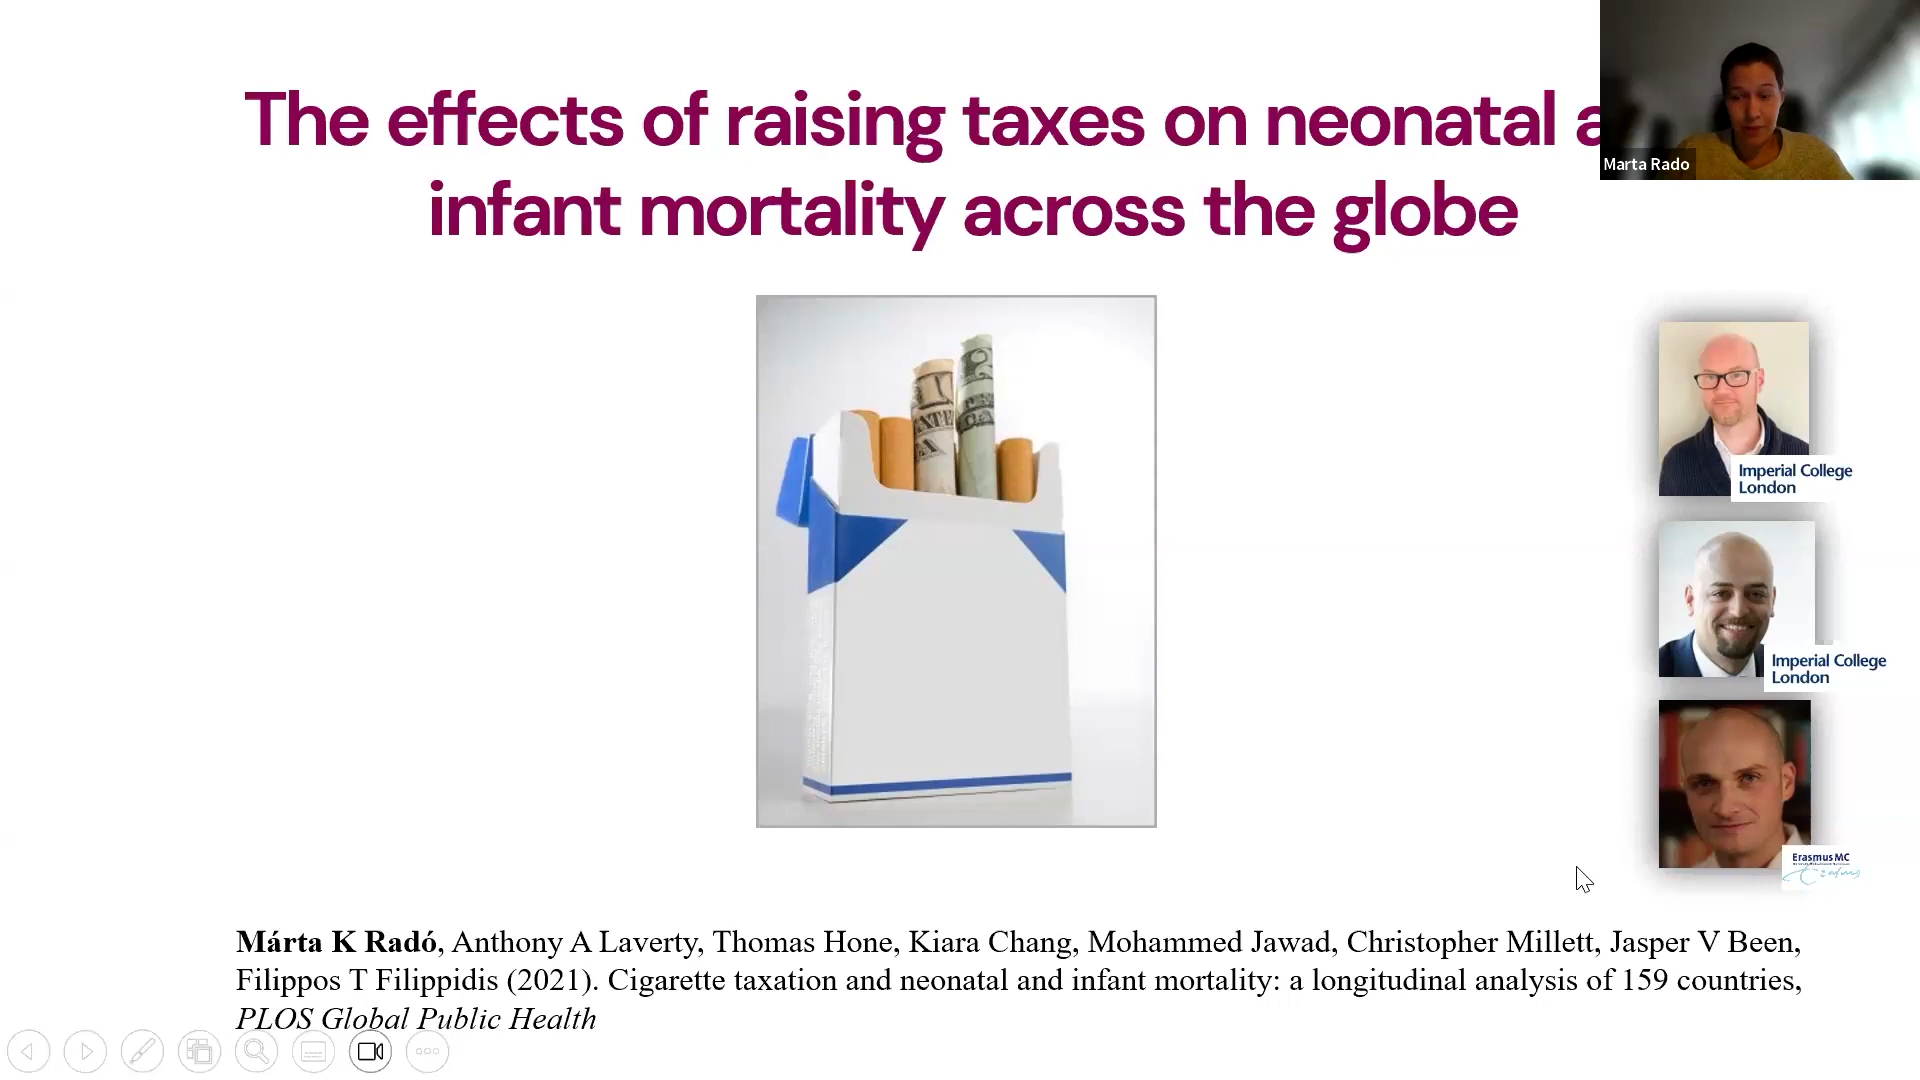 The effects of raising taxes on neonatal a
infant mortality across the globe
Marta Rado
Imperial College
London
Imperial College
London
Erasmus MC
Márta K Radó, Anthony A Laverty, Thomas Hone, Kiara Chang, Mohammed Jawad, Christopher Millett, Jasper V Been,
Filippos T Filippidis (2021). Cigarette taxation and neonatal and infant mortality: a longitudinal analysis of 159 countries,
PLOS Global Public Health